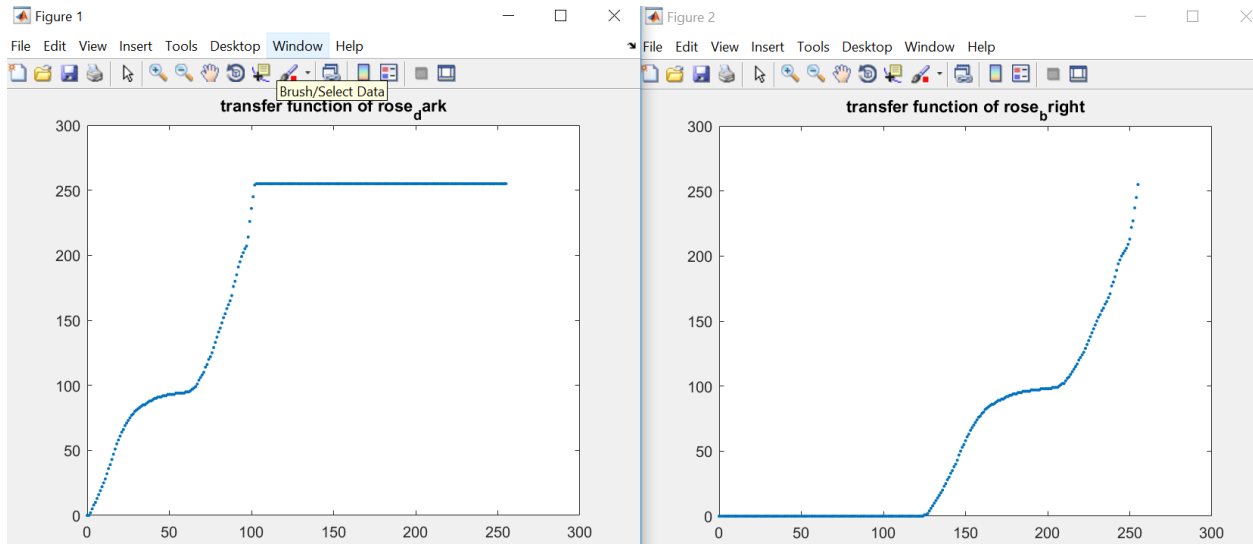 Figure 1
File Edit View Insert Tools Desktop Window Help
Brush/Select Data
transfer function of rose_dark
300
250
200
150
100
50
0
0 50 100 150 200 250 300
Figure 2
File Edit View Insert Tools Desktop Window Help
transfer function of rose_bright
300
250
200
150
100
50
0
0 50 100 150 200 250 300